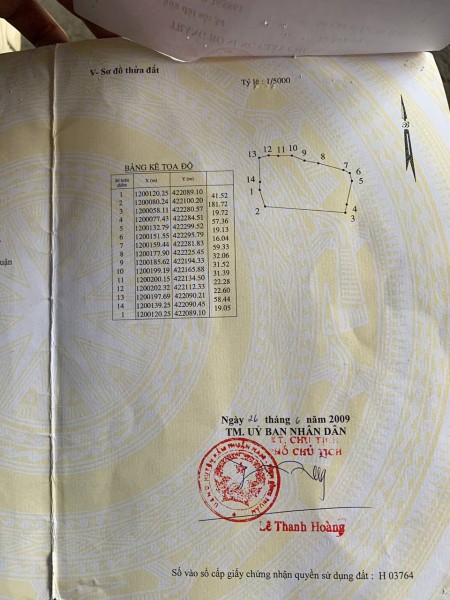 V- Sơ đồ thửa đất
Tỷ lệ : 1/5000
13 12 11 10
9
8
7
6
5
4
3
2
1
14
BẢNG KÊ TOẠ ĐỘ
Số hiệu điểm X (m) Y (m)
1 1200120.25 422089.10
41.52
2 1200080.24 422100.20
181.72
3 1200058.11 422280.57
19.72
4 1200077.43 422284.51
57.36
5 1200132.79 422299.52
19.13
6 1200151.55 422295.79
16.04
7 1200159.44 422281.83
59.33
8 1200177.90 422225.45
32.06
9 1200185.62 422194.33
31.52
10 1200199.19 422165.88
31.39
11 1200200.15 422134.50
22.28
12 1200202.32 422112.33
22.60
13 1200197.69 422090.21
58.44
14 1200139.25 422090.45
19.05
1 1200120.25 422089.10
uận
Ngày 26 tháng 6 năm 2009
TM. UỶ BAN NHÂN DÂN
KT. CHỦ TỊCH
PHÓ CHỦ TỊCH
Lê Thanh Hoàng
Số vào sổ cấp giấy chứng nhận quyền sử dụng đất : H 03764